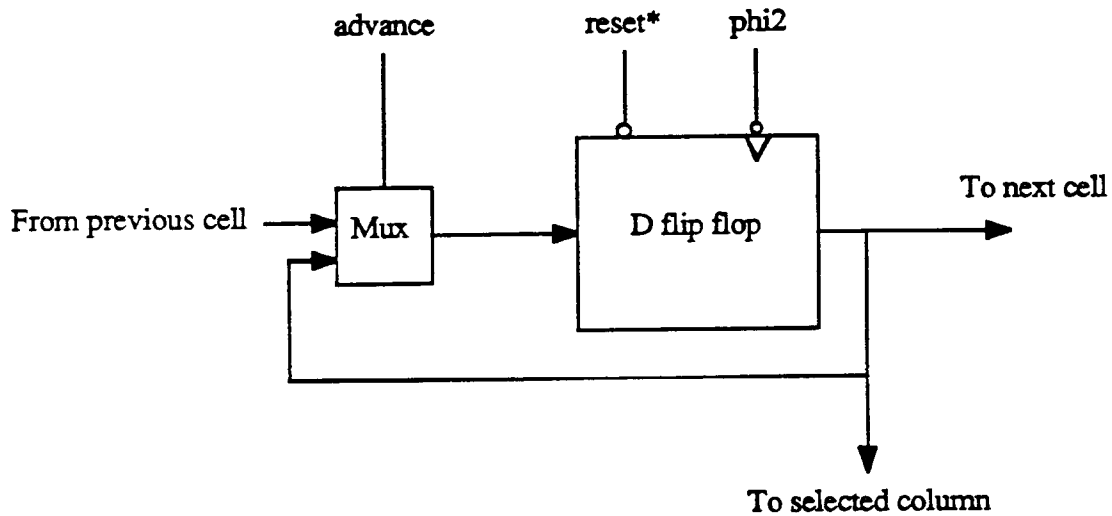 advance
reset*
phi2
From previous cell
Mux
D flip flop
To next cell
To selected column